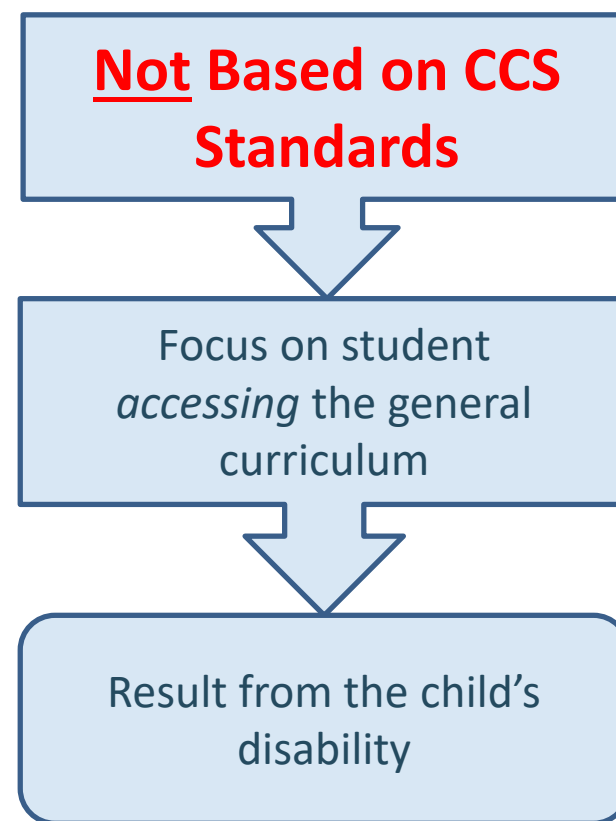 Not Based on CCS
Standards
Focus on student
accessing the general
curriculum
Result from the child’s
disability